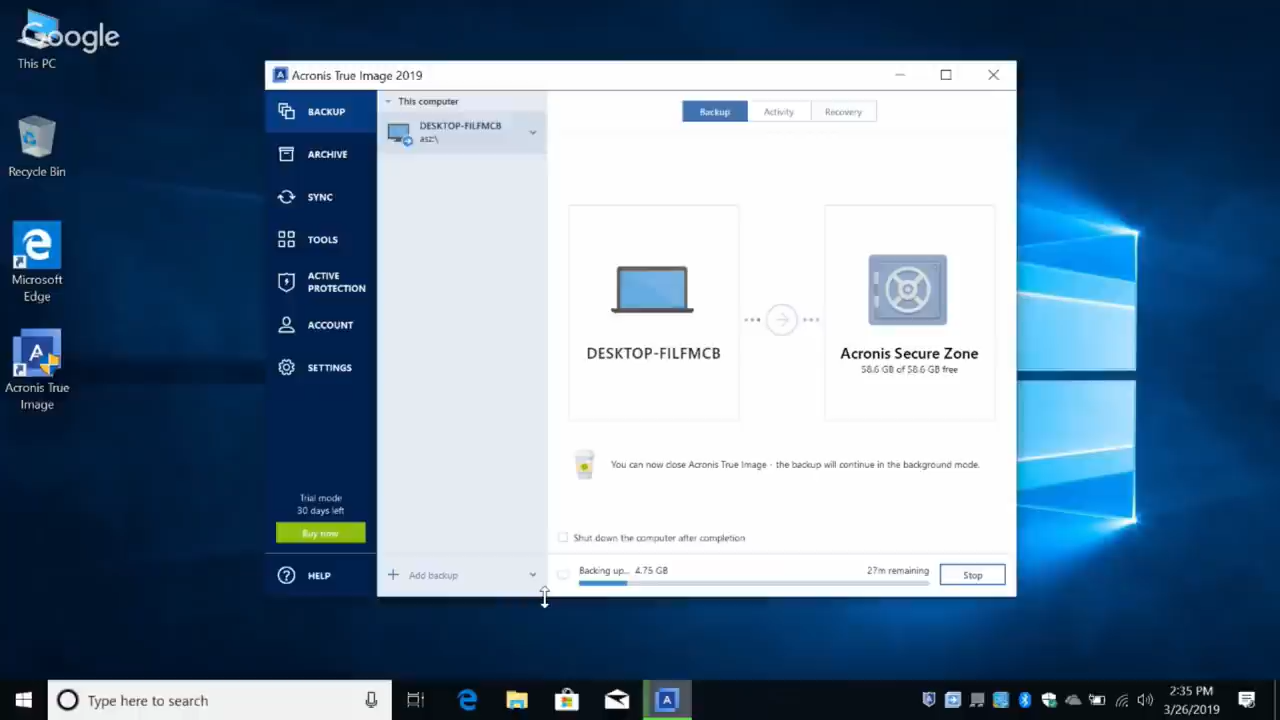 Google
This PC
Recycle Bin
Microsoft
Edge
Acronis True
Image
Acronis True Image 2019
BACKUP
ARCHIVE
SYNC
TOOLS
ACTIVE
PROTECTION
ACCOUNT
SETTINGS
Trial mode
30 days left
Buy now
HELP
This computer
DESKTOP-FILFMCB
asz:\
Add backup
Backup
Activity
Recovery
DESKTOP-FILFMCB
Acronis Secure Zone
58.6 GB of 58.6 GB free
You can now close Acronis True Image - the backup will continue in the background mode.
Shut down the computer after completion
Backing up... 4.75 GB
27m remaining
Stop
Type here to search
2:35 PM
3/26/2019